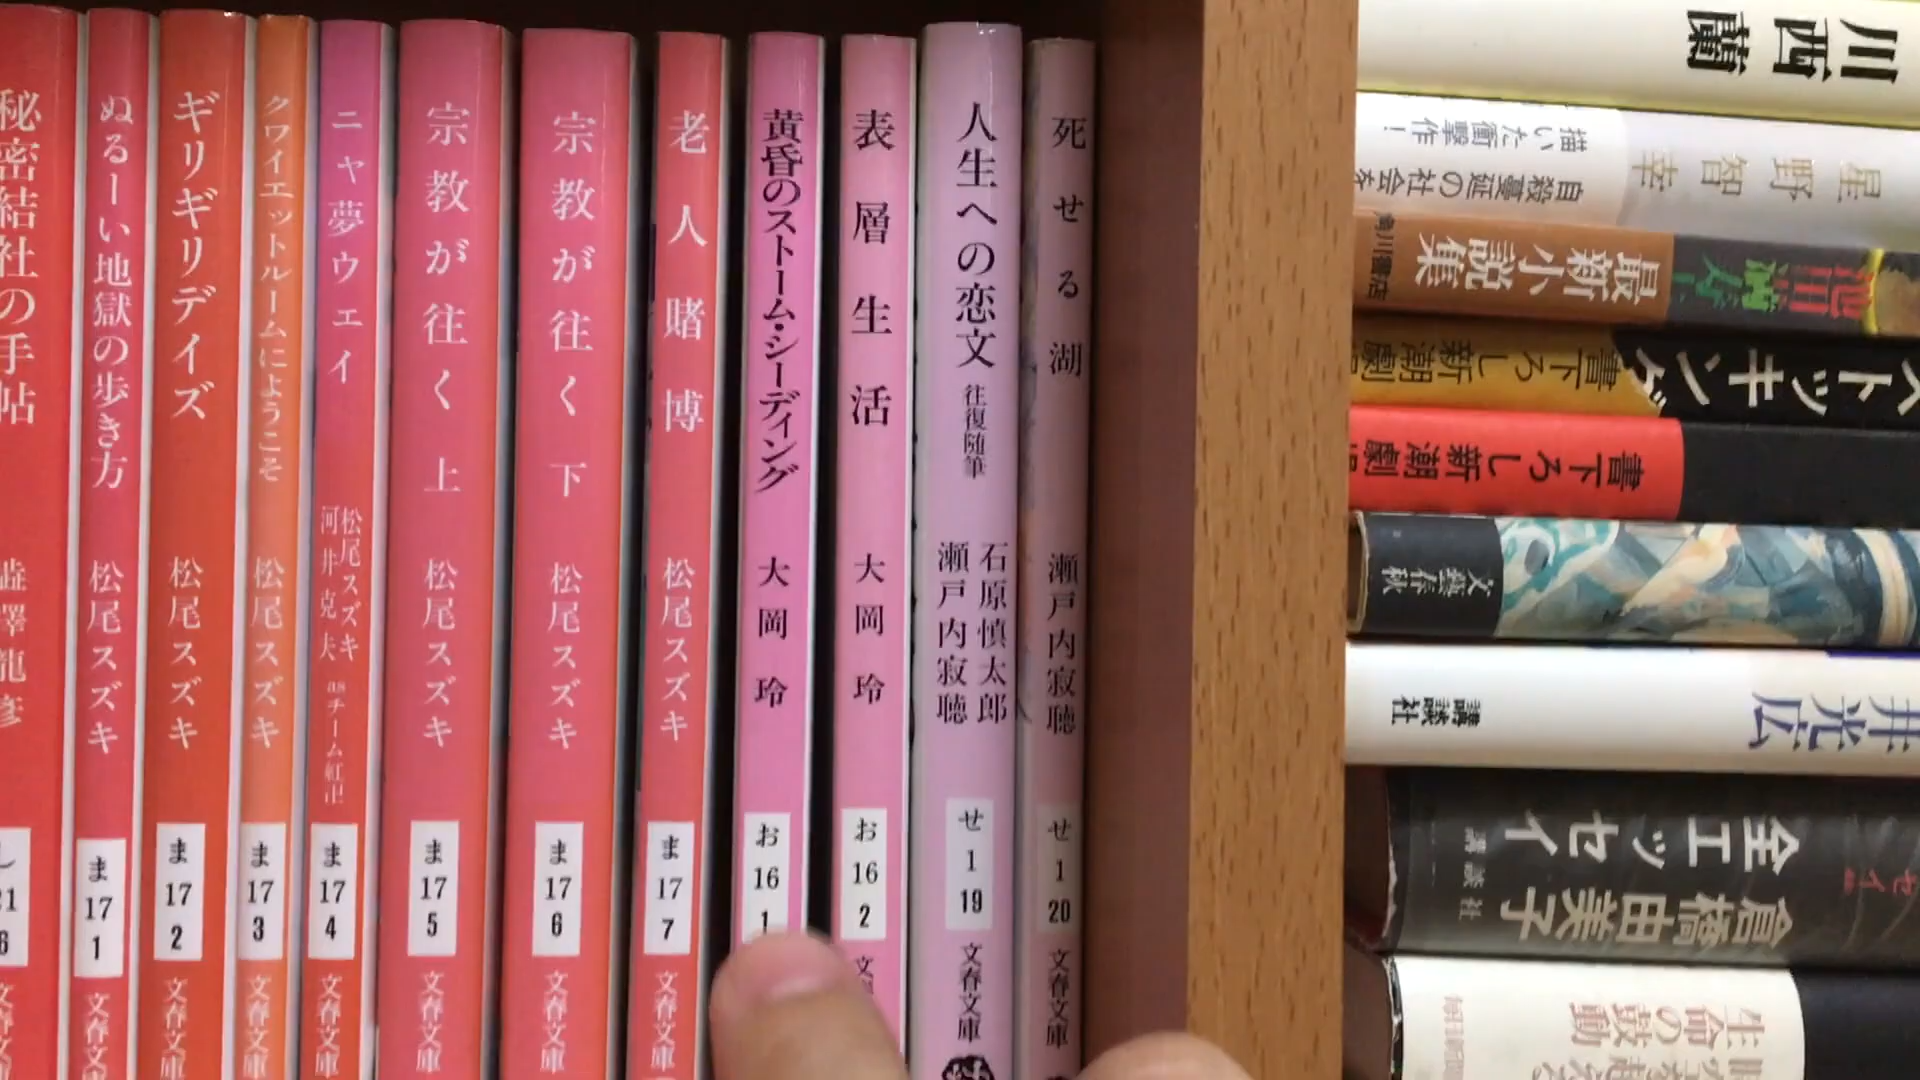 秘密結社の手帖
澁澤龍彦
ぬるーい地獄の歩き方
松尾スズキ
ま
17
1
文春文庫
ギリギリデイズ
松尾スズキ
ま
17
2
文春文庫
クワイエットルームにようこそ
松尾スズキ
ま
17
3
文春文庫
ニャ夢ウェイ
松尾スズキ
河井克夫
asチーム紅卍
ま
17
4
文春文庫
宗教が往く 上
松尾スズキ
ま
17
5
文春文庫
宗教が往く 下
松尾スズキ
ま
17
6
文春文庫
老人賭博
松尾スズキ
ま
17
7
文春文庫
黄昏のストーム・シーディング
大岡玲
お
16
1
表層生活
大岡玲
お
16
2
文
人生への恋文
往復随筆
石原慎太郎
瀬戸内寂聴
せ
1
19
文春文庫
死せる湖
瀬戸内寂聴
せ
1
20
文春文庫
川西蘭
星野智幸
自殺蔓延の社会を
描いた衝撃作！
最新小説集
角川書店
ストッキング
書下ろし新潮劇
書下ろし新潮劇
文藝春秋
井光広
講談社
倉橋由美子
全エッセイ
講談社
生命の鼓動